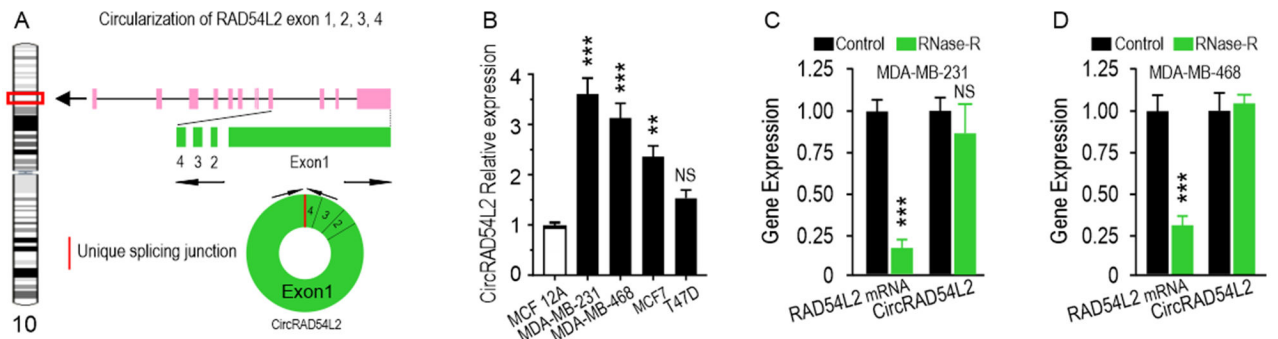 A
Circularization of RAD54L2 exon 1, 2, 3, 4
4 3 2 Exon1
Unique splicing junction
4
3
2
Exon1
CircRAD54L2
10
B
CircRAD54L2 Relative expression
4
3
2
1
0
***
***
**
NS
MCF 12A
MDA-MB-231
MDA-MB-468
McF7
T47D
C
Control RNase-R
MDA-MB-231
Gene Expression
1.25
1.00
0.75
0.50
0.25
0
***
NS
RAD54L2 mRNA
CircRAD54L2
D
Control RNase-R
MDA-MB-468
Gene Expression
1.25
1.00
0.75
0.50
0.25
0
***
RAD54L2 mRNA
CircRAD54L2